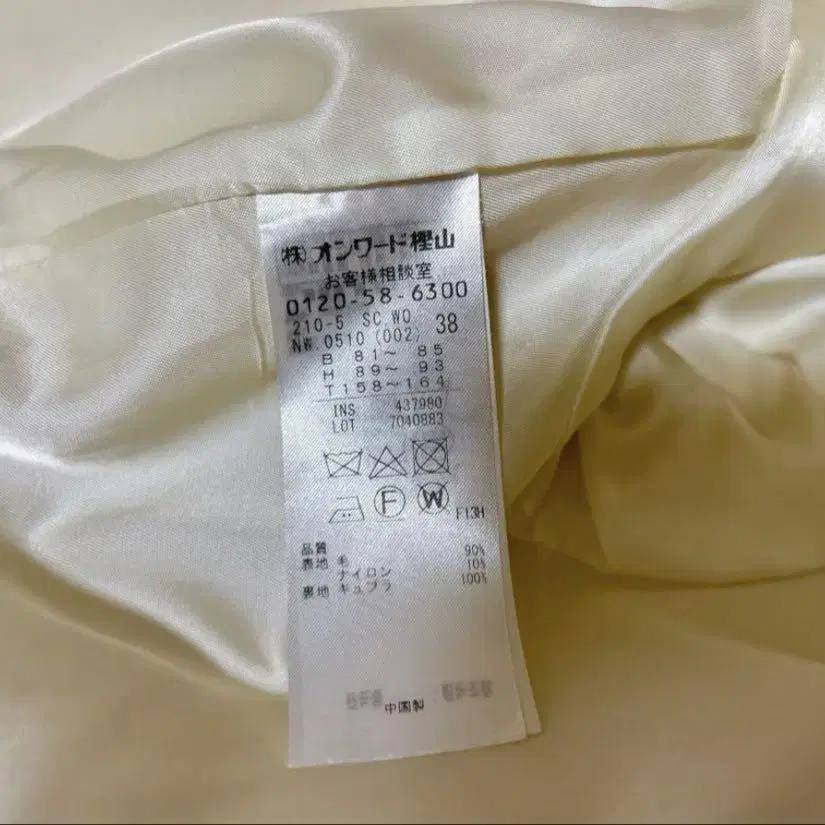 ㈱オンワード樫山
お客様相談室
0120-58-6300
210-5 SC WO
NW 0510 (002) 38
B 81～ 85
H 89～ 93
T158～164
INS 437980
LOT 7040883
F
W
F13H
品質
表地 毛 90%
ナイロン 10%
裏地 キュプラ 100%
中国製